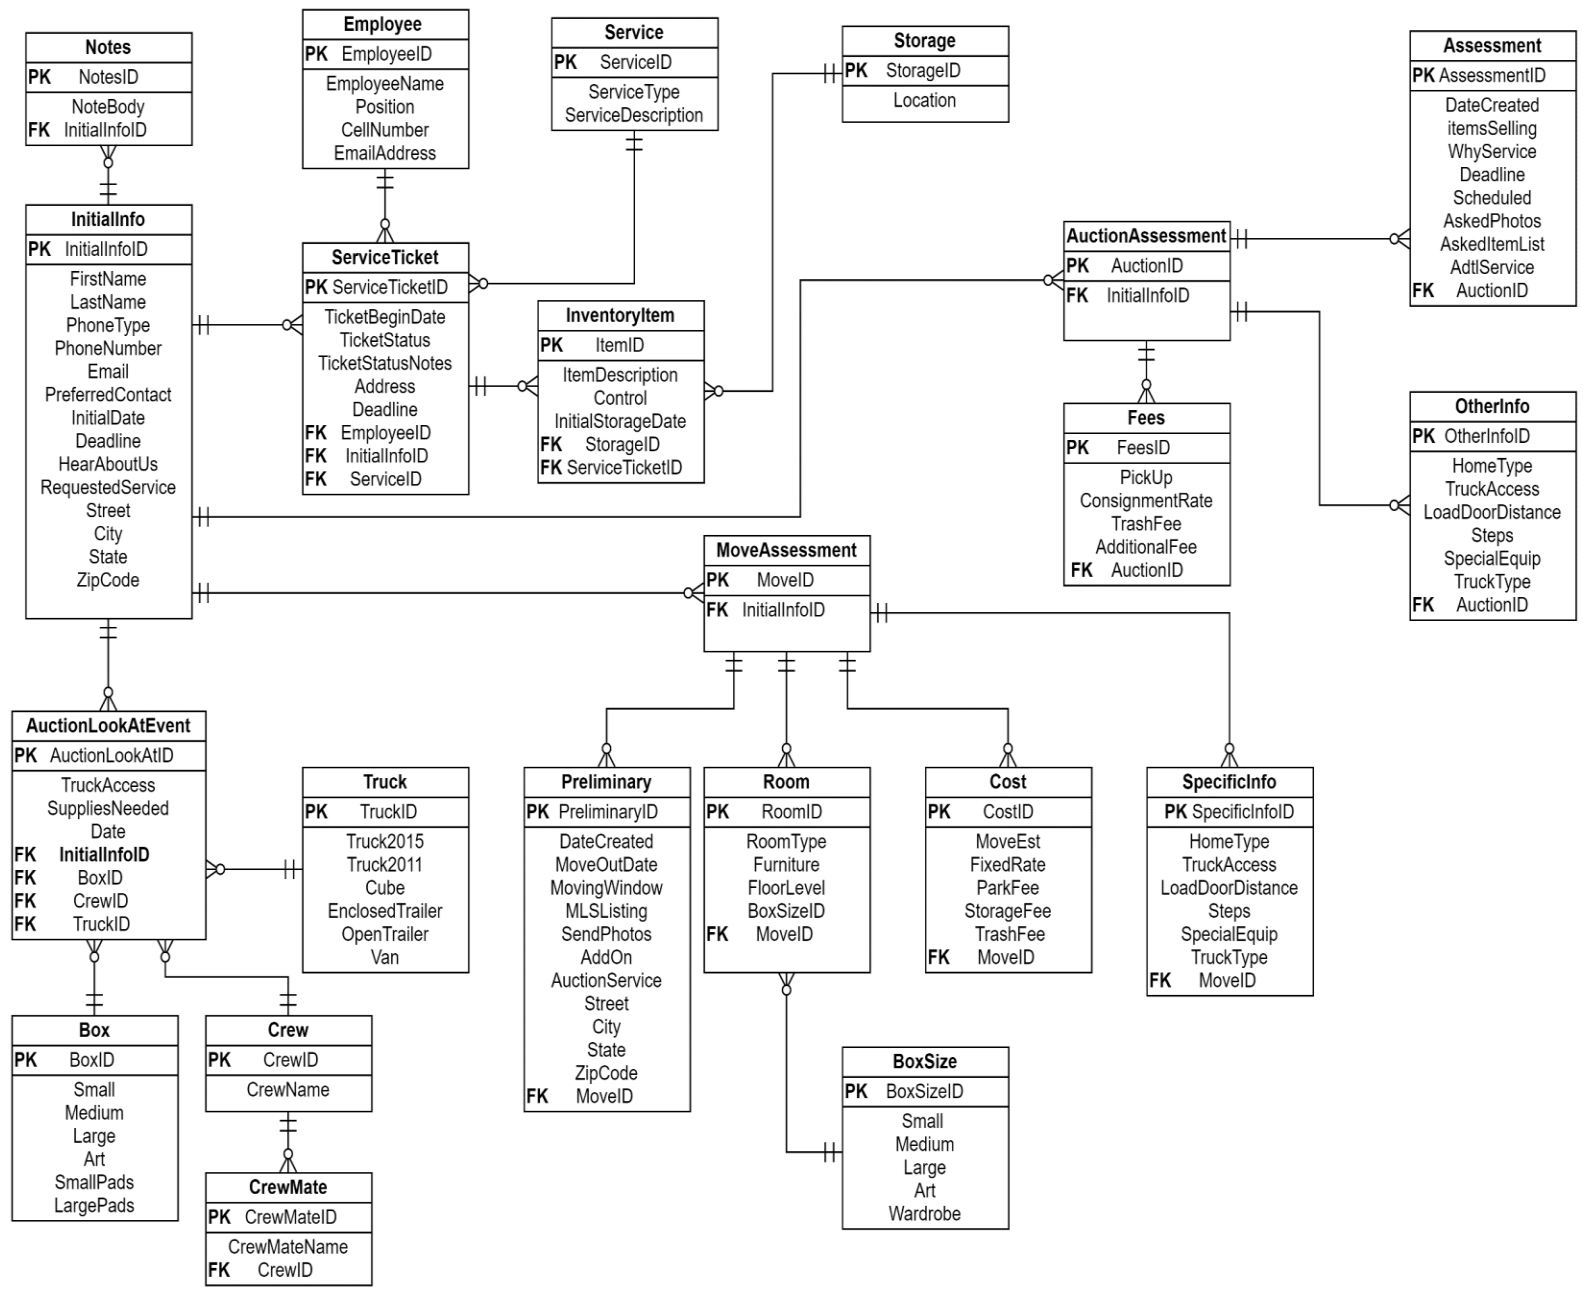 Notes
PK NotesID
NoteBody
FK InitialInfoID
Employee
PK EmployeeID
EmployeeName
Position
CellNumber
EmailAddress
Service
PK ServiceID
ServiceType
ServiceDescription
Storage
PK StorageID
Location
Assessment
PK AssessmentID
DateCreated
itemsSelling
WhyService
Deadline
Scheduled
AskedPhotos
AskedItemList
AdtlService
FK AuctionID
InitialInfo
PK InitialInfoID
FirstName
LastName
PhoneType
PhoneNumber
Email
PreferredContact
InitialDate
Deadline
HearAboutUs
RequestedService
Street
City
State
ZipCode
ServiceTicket
PK ServiceTicketID
TicketBeginDate
TicketStatus
TicketStatusNotes
Address
Deadline
FK EmployeeID
FK InitialInfoID
FK ServiceID
InventoryItem
PK ItemID
ItemDescription
Control
InitialStorageDate
FK StorageID
FK ServiceTicketID
AuctionAssessment
PK AuctionID
FK InitialInfoID
Fees
PK FeesID
PickUp
ConsignmentRate
TrashFee
AdditionalFee
FK AuctionID
OtherInfo
PK OtherInfoID
HomeType
TruckAccess
LoadDoorDistance
Steps
SpecialEquip
TruckType
FK AuctionID
MoveAssessment
PK MoveID
FK InitialInfoID
AuctionLookAtEvent
PK AuctionLookAtID
TruckAccess
SuppliesNeeded
Date
FK InitialInfoID
FK BoxID
FK CrewID
FK TruckID
Truck
PK TruckID
Truck2015
Truck2011
Cube
EnclosedTrailer
OpenTrailer
Van
Preliminary
PK PreliminaryID
DateCreated
MoveOutDate
MovingWindow
MLSListing
SendPhotos
AddOn
AuctionService
Street
City
State
ZipCode
FK MoveID
Room
PK RoomID
RoomType
Furniture
FloorLevel
BoxSizeID
FK MoveID
Cost
PK CostID
MoveEst
FixedRate
ParkFee
StorageFee
TrashFee
FK MoveID
SpecificInfo
PK SpecificInfoID
HomeType
TruckAccess
LoadDoorDistance
Steps
SpecialEquip
TruckType
FK MoveID
Box
PK BoxID
Small
Medium
Large
Art
SmallPads
LargePads
Crew
PK CrewID
CrewName
CrewMate
PK CrewMateID
CrewMateName
FK CrewID
BoxSize
PK BoxSizeID
Small
Medium
Large
Art
Wardrobe